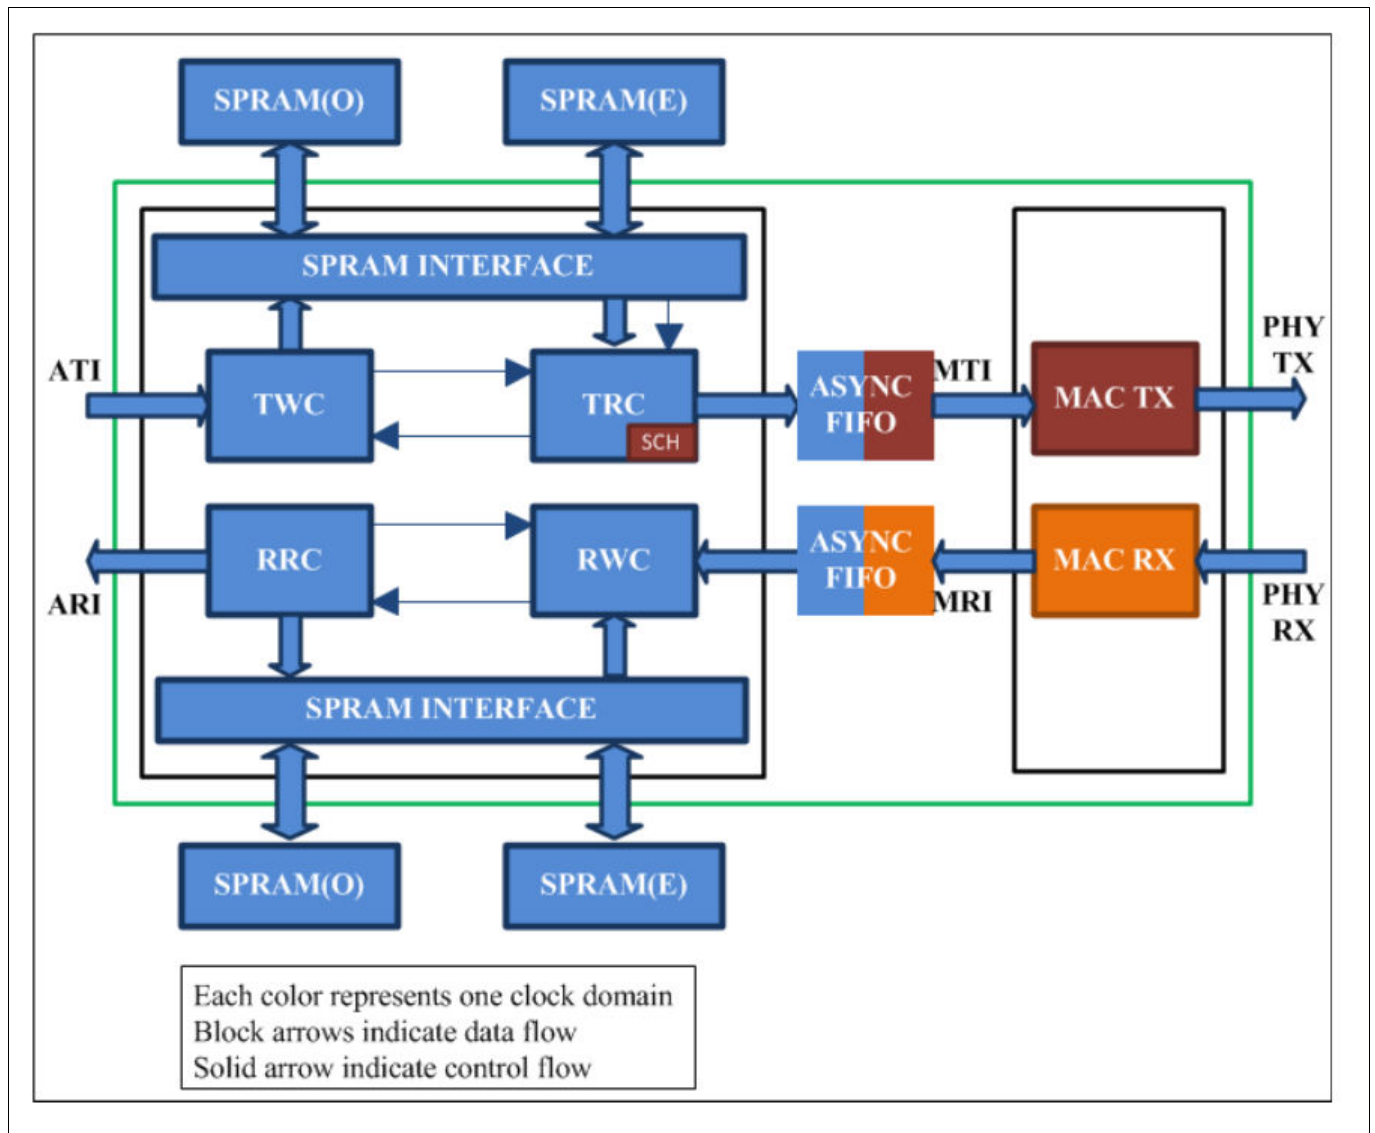 SPRAM(O)
SPRAM(E)
SPRAM INTERFACE
ATI
TWC
TRC
SCH
ASYNC
FIFO
MTI
MAC TX
PHY
TX
ARI
RRC
RWC
ASYNC
FIFO
MRI
MAC RX
PHY
RX
SPRAM INTERFACE
SPRAM(O)
SPRAM(E)
Each color represents one clock domain
Block arrows indicate data flow
Solid arrow indicate control flow